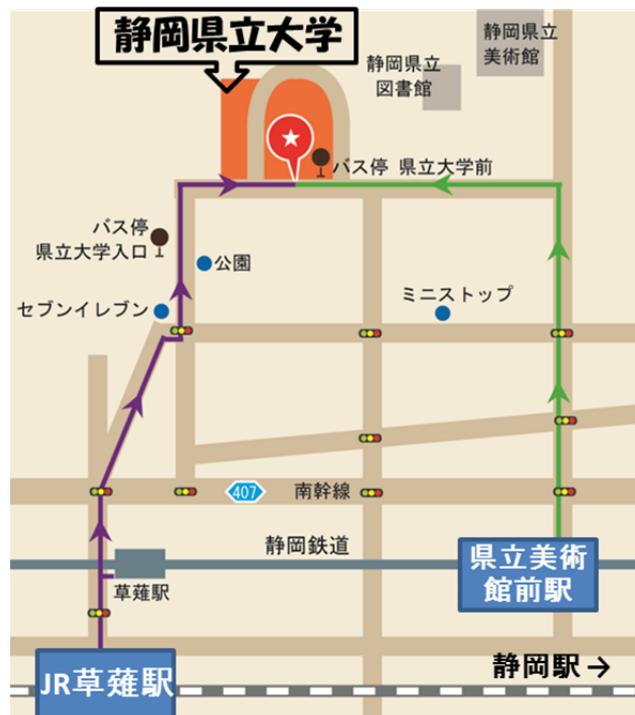 静岡県立大学
静岡県立
美術館
静岡県立
図書館
バス停 県立大学前
バス停
県立大学入口
公園
セブンイレブン
ミニストップ
407
南幹線
静岡鉄道
草薙駅
県立美術
館前駅
静岡駅→
JR草薙駅